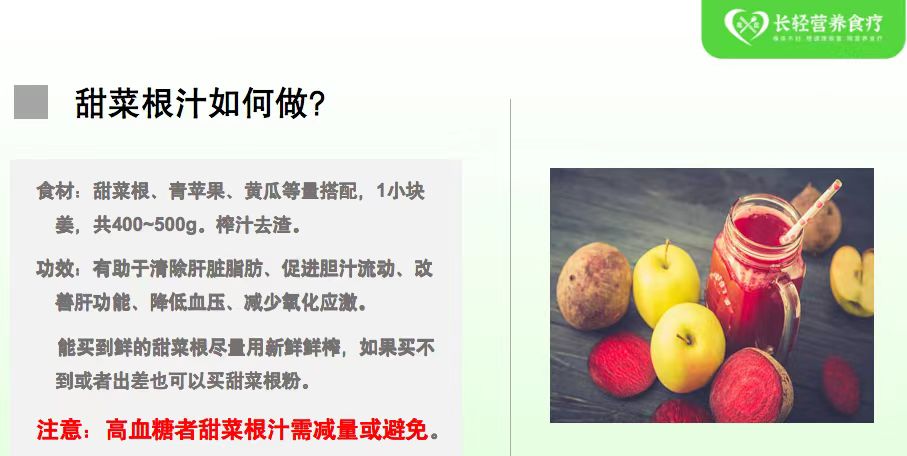 长轻营养食疗
甜菜根汁如何做?
食材：甜菜根、青苹果、黄瓜等量搭配，1小块
姜，共400~500g。榨汁去渣。
功效：有助于清除肝脏脂肪、促进胆汁流动、改
善肝功能、降低血压、减少氧化应激。
能买到鲜的甜菜根尽量用新鲜鲜榨，如果买不
到或者出差也可以买甜菜根粉。
注意：高血糖者甜菜根汁需减量或避免。